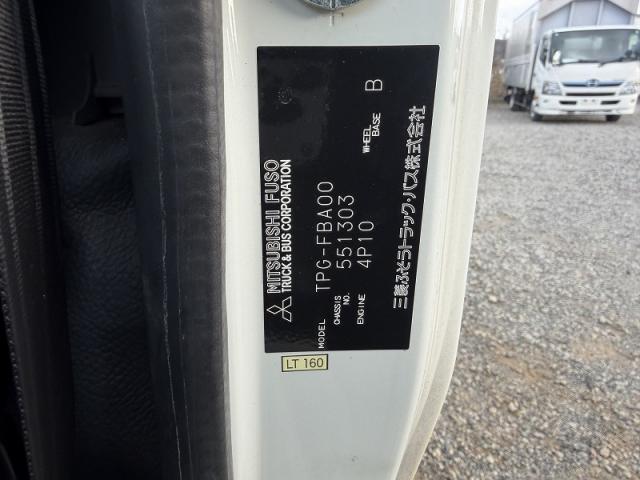 MITSUBISHI FUSO
TRUCK & BUS CORPORATION
MODEL TPG-FBA00
CHASSIS NO. 551303
ENGINE 4P10 WHEEL BASE B
三菱ふそうトラック・バス株式会社
LT 160